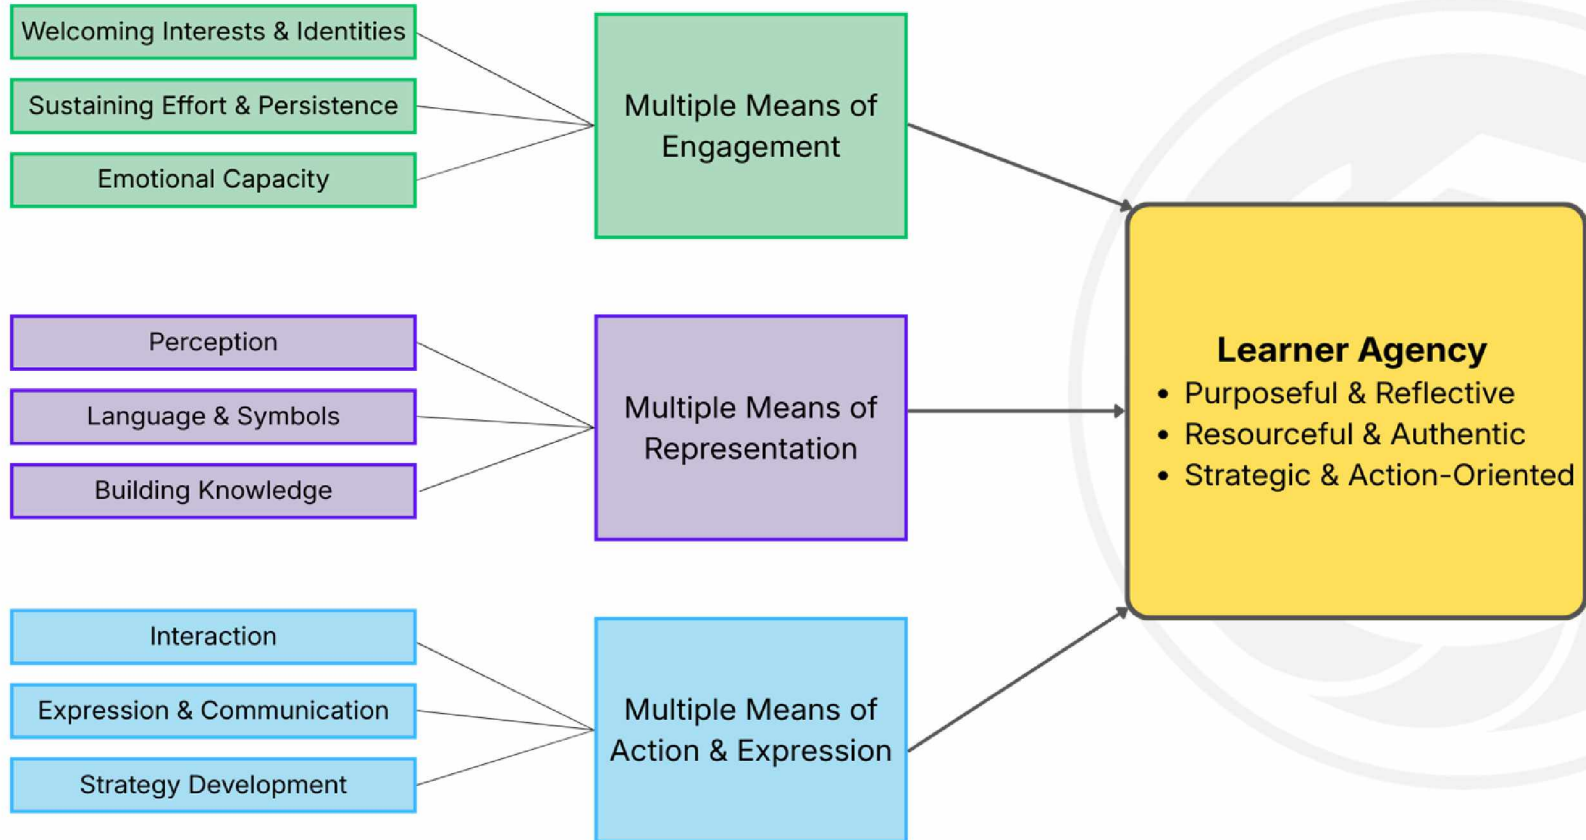 Welcoming Interests & Identities
Sustaining Effort & Persistence
Emotional Capacity
Multiple Means of
Engagement
Perception
Language & Symbols
Building Knowledge
Multiple Means of
Representation
Interaction
Expression & Communication
Strategy Development
Multiple Means of
Action & Expression
Learner Agency
• Purposeful & Reflective
• Resourceful & Authentic
• Strategic & Action-Oriented